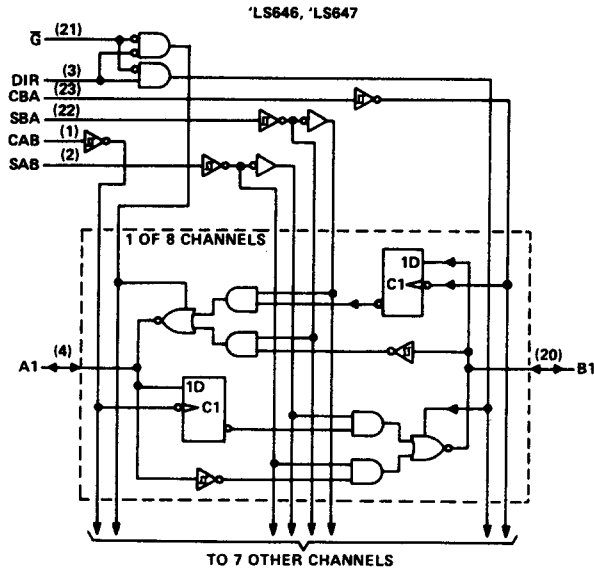 'LS646, 'LS647
G̅ (21)
DIR (3)
CBA (23)
SBA (22)
CAB (1)
SAB (2)
1 OF 8 CHANNELS
1D
C1
A1 (4)
(20) B1
1D
C1
TO 7 OTHER CHANNELS